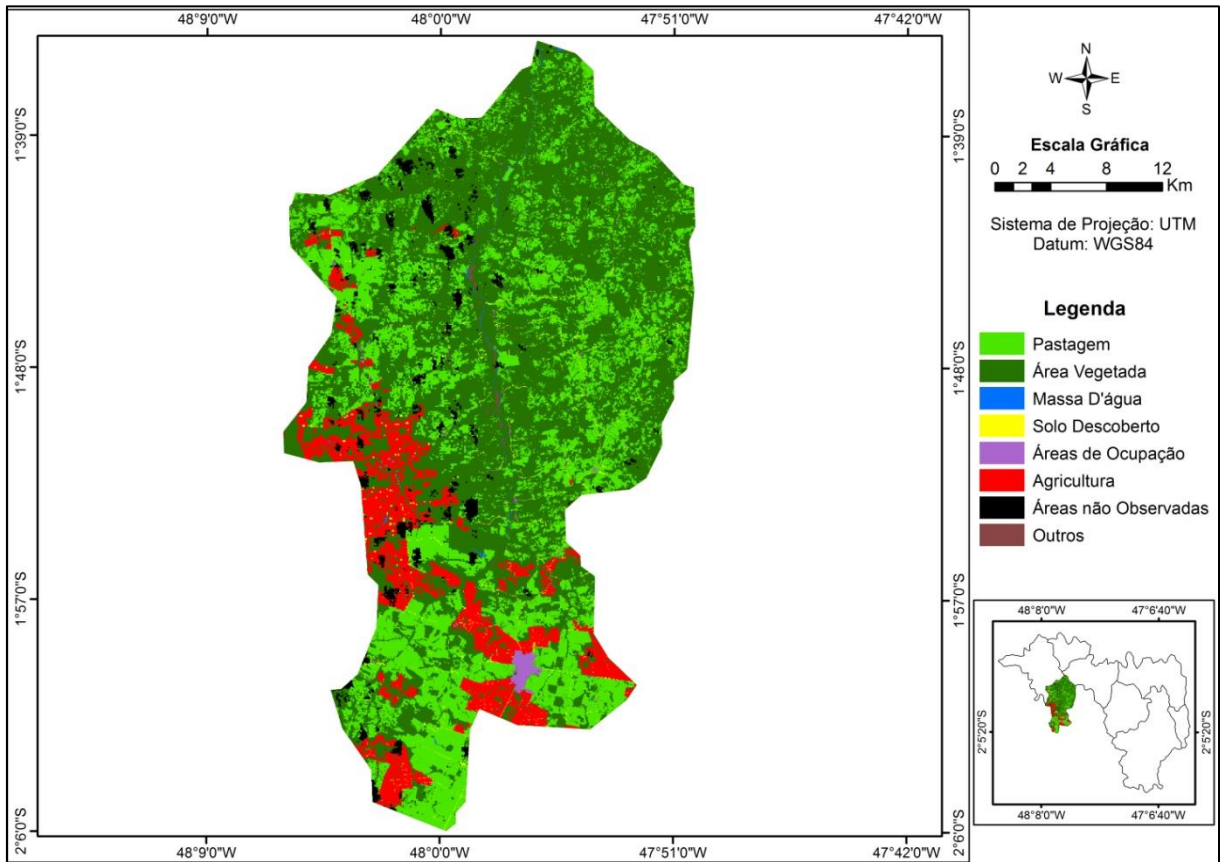 48°9'0"W
48°0'0"W
47°51'0"W
47°42'0"W
1°39'0"S
1°48'0"S
1°57'0"S
2°6'0"S
1°39'0"S
1°48'0"S
1°57'0"S
2°6'0"S
48°9'0"W
48°0'0"W
47°51'0"W
47°42'0"W
N
W
E
S
Escala Gráfica
0 2 4 8 12
Km
Sistema de Projeção: UTM
Datum: WGS84
Legenda
Pastagem
Área Vegetada
Massa D'água
Solo Descoberto
Áreas de Ocupação
Agricultura
Áreas não Observadas
Outros
48°8'0"W
47°6'40"W
2°5'20"S
2°5'20"S
48°8'0"W
47°6'40"W